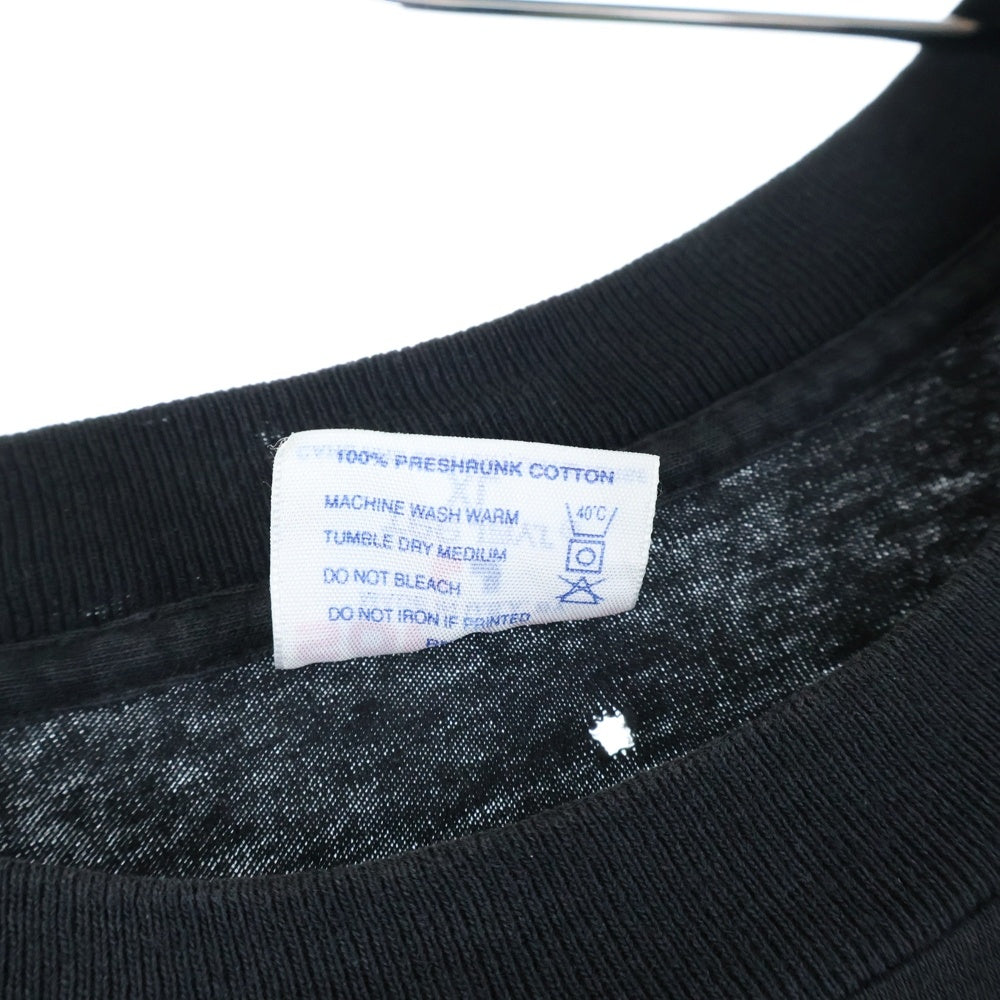 100% PRESHRUNK COTTON
MACHINE WASH WARM
40°C
TUMBLE DRY MEDIUM
DO NOT BLEACH
DO NOT IRON IF PRINTED